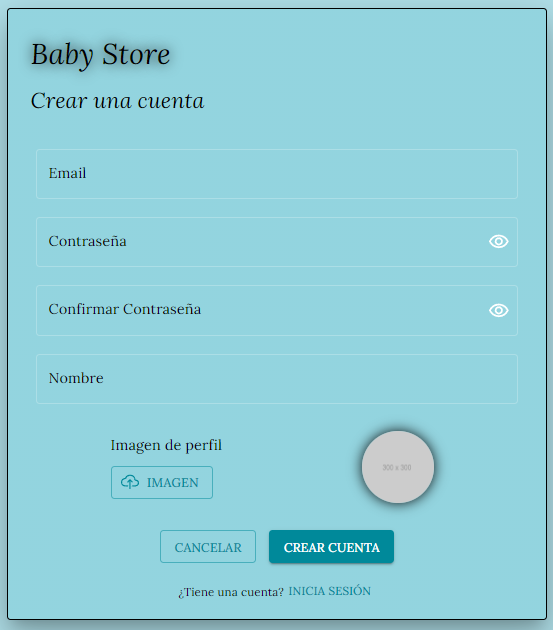 Baby Store
Crear una cuenta
Email
Contraseña
Confirmar Contraseña
Nombre
Imagen de perfil
IMAGEN
300 x 300
CANCELAR
CREAR CUENTA
¿Tiene una cuenta? INICIA SESIÓN